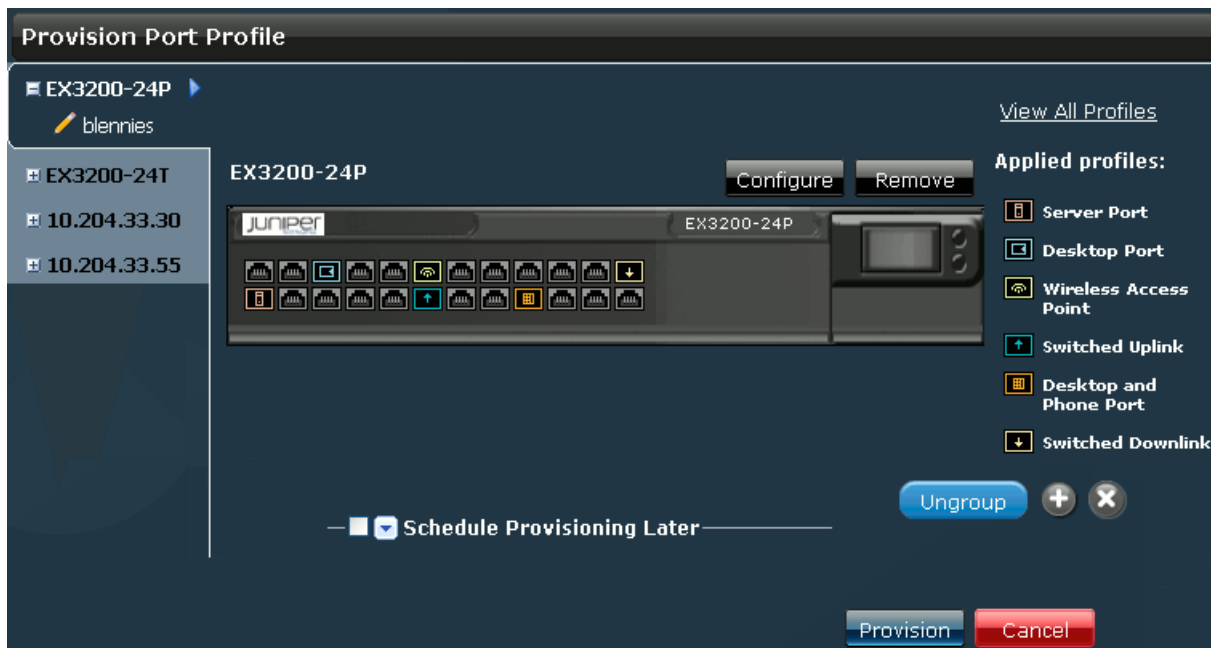 Provision Port Profile
EX3200-24P
blennies
EX3200-24T
10.204.33.30
10.204.33.55
EX3200-24P
Configure
Remove
JUNIPER
EX3200-24P
View All Profiles
Applied profiles:
Server Port
Desktop Port
Wireless Access
Point
Switched Uplink
Desktop and
Phone Port
Switched Downlink
Ungroup
Schedule Provisioning Later
Provision
Cancel